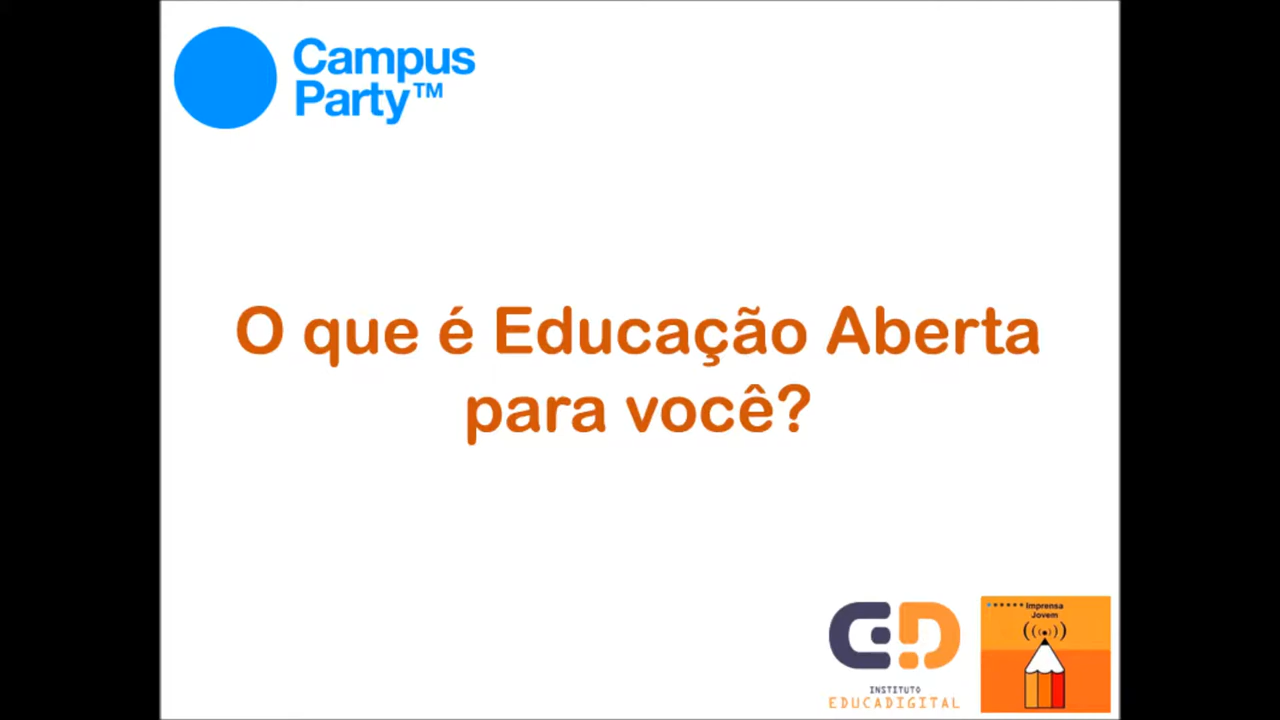 Campus
Party™
O que é Educação Aberta
para você?
Imprensa
Jovem
INSTITUTO
EDUCADIGITAL